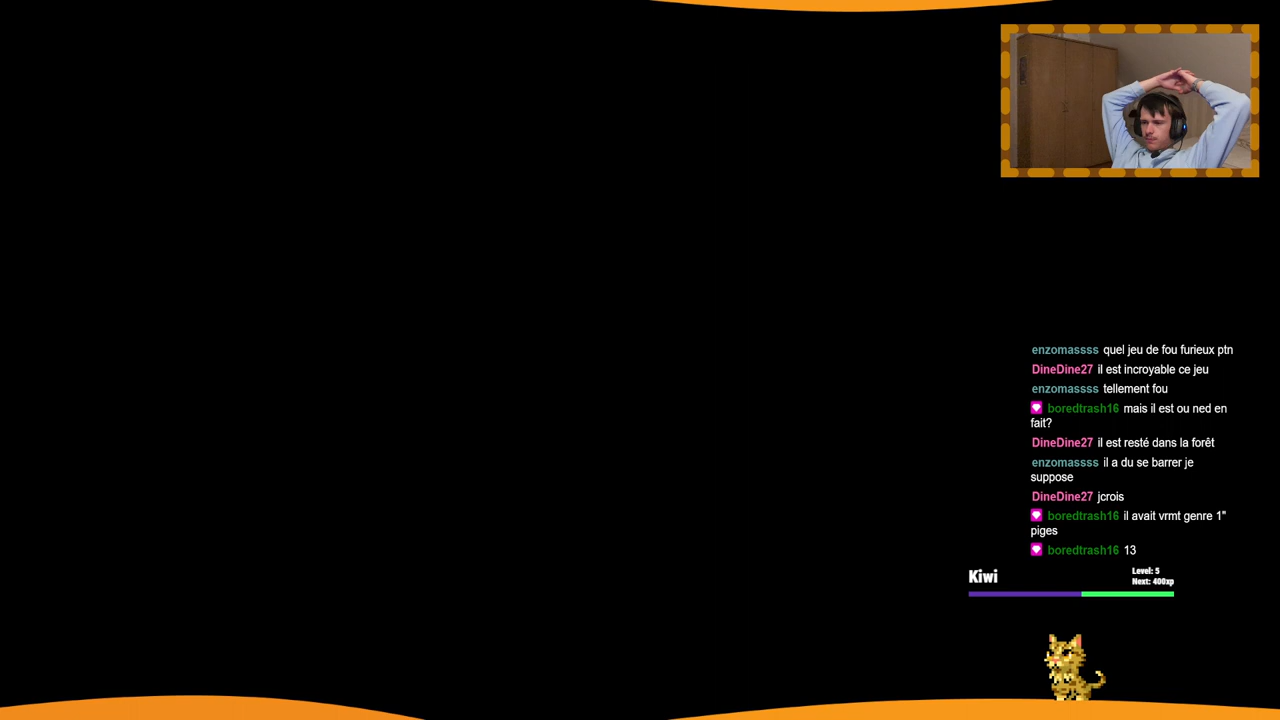 enzomassss quel jeu de fou furieux ptn
DineDine27 il est incroyable ce jeu
enzomassss tellement fou
boredtrash16 mais il est ou ned en
fait?
DineDine27 il est resté dans la forêt
enzomassss il a du se barrer je
suppose
DineDine27 jcrois
boredtrash16 il avait vrmt genre 1"
piges
boredtrash16 13
Kiwi
Level: 5
Next: 400xp